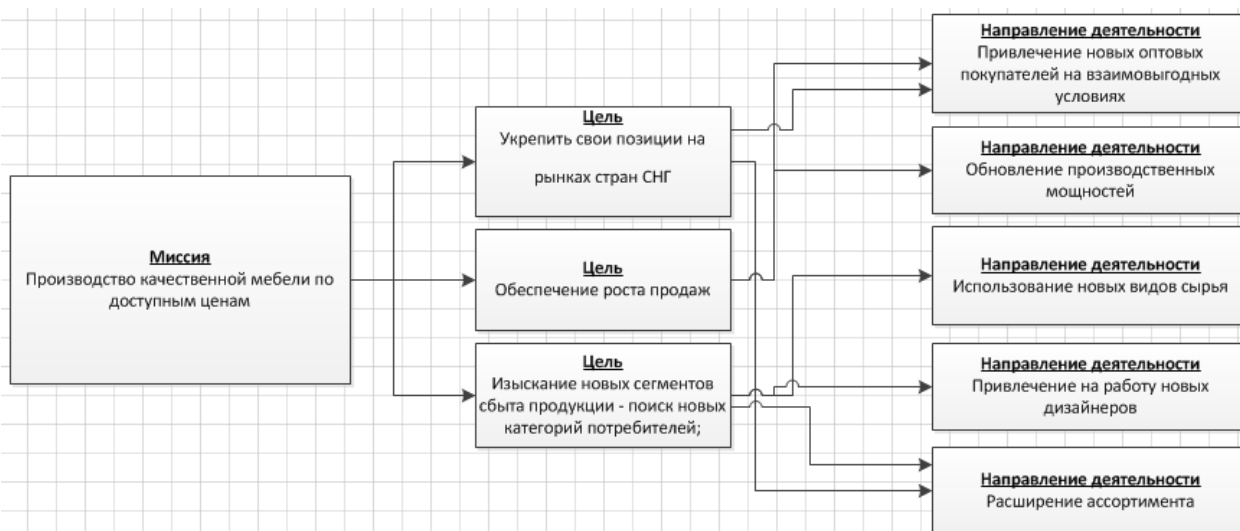 Миссия
Производство качественной мебели по
доступным ценам
Цель
Укрепить свои позиции на
рынках стран СНГ
Цель
Обеспечение роста продаж
Цель
Изыскание новых сегментов
сбыта продукции - поиск новых
категорий потребителей;
Направление деятельности
Привлечение новых оптовых
покупателей на взаимовыгодных
условиях
Направление деятельности
Обновление производственных
мощностей
Направление деятельности
Использование новых видов сырья
Направление деятельности
Привлечение на работу новых
дизайнеров
Направление деятельности
Расширение ассортимента